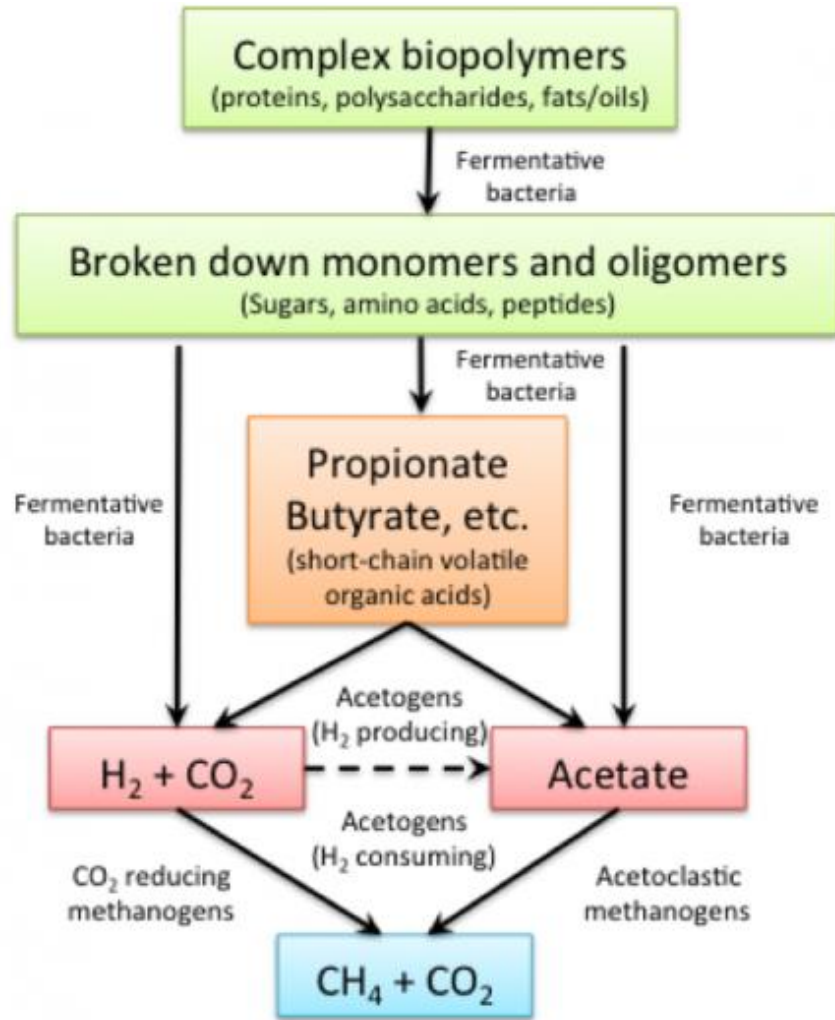 Complex biopolymers
(proteins, polysaccharides, fats/oils)
Fermentative
bacteria
Broken down monomers and oligomers
(Sugars, amino acids, peptides)
Fermentative
bacteria
Propionate
Butyrate, etc.
(short-chain volatile
organic acids)
Fermentative
bacteria
Fermentative
bacteria
Acetogens
(H₂ producing)
H₂ + CO₂
Acetate
Acetogens
(H₂ consuming)
CO₂ reducing
methanogens
Acetoclastic
methanogens
CH₄ + CO₂